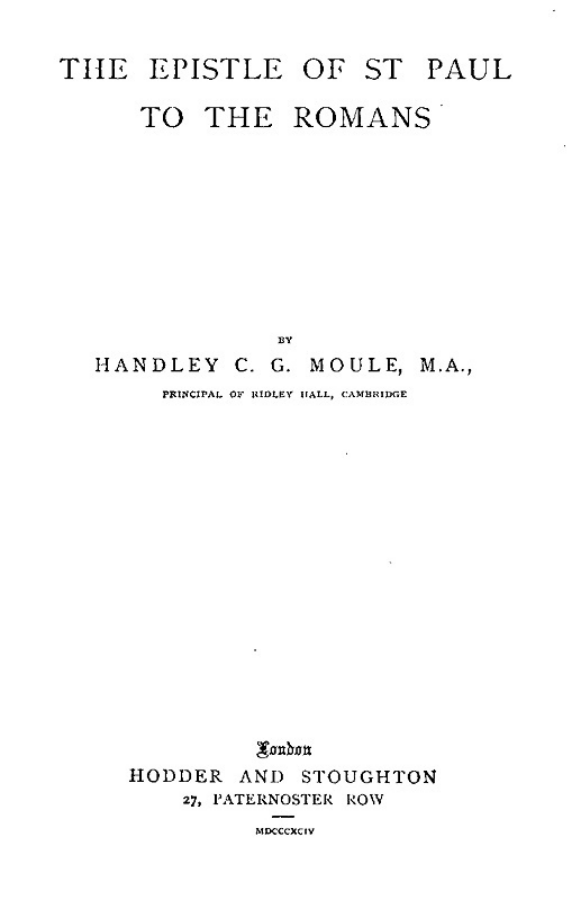 THE EPISTLE OF ST PAUL
TO THE ROMANS
BY
HANDLEY C. G. MOULE, M.A.,
PRINCIPAL OF RIDLEY HALL, CAMBRIDGE
London
HODDER AND STOUGHTON
27, PATERNOSTER ROW
MDCCCXCIV